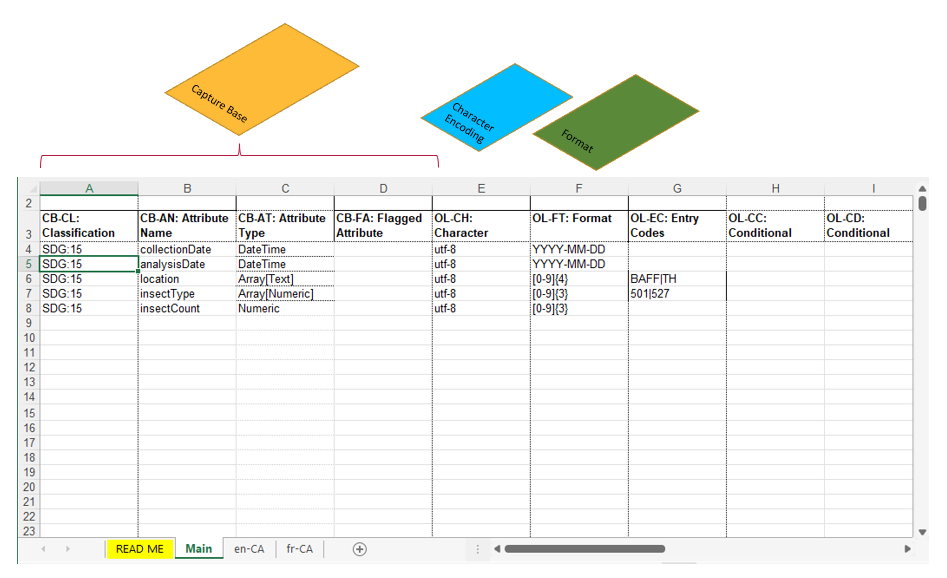 Capture Base
Character
Encoding
Format
A B C D E F G H I
2
CB-CL: CB-AN: Attribute CB-AT: Attribute CB-FA: Flagged OL-CH: OL-FT: Format OL-EC: Entry OL-CC: OL-CD:
3 Classification Name Type Attribute Character Codes Conditional Conditional
4 SDG:15 collectionDate DateTime utf-8 YYYY-MM-DD
5 SDG:15 analysisDate DateTime utf-8 YYYY-MM-DD
6 SDG:15 location Array[Text] utf-8 [0-9]{4} BAFF|TH
7 SDG:15 insectType Array[Numeric] utf-8 [0-9]{3} 501|527
8 SDG:15 insectCount Numeric utf-8 [0-9]{3}
9
10
11
12
13
14
15
16
17
18
19
20
21
22
23
READ ME Main en-CA fr-CA